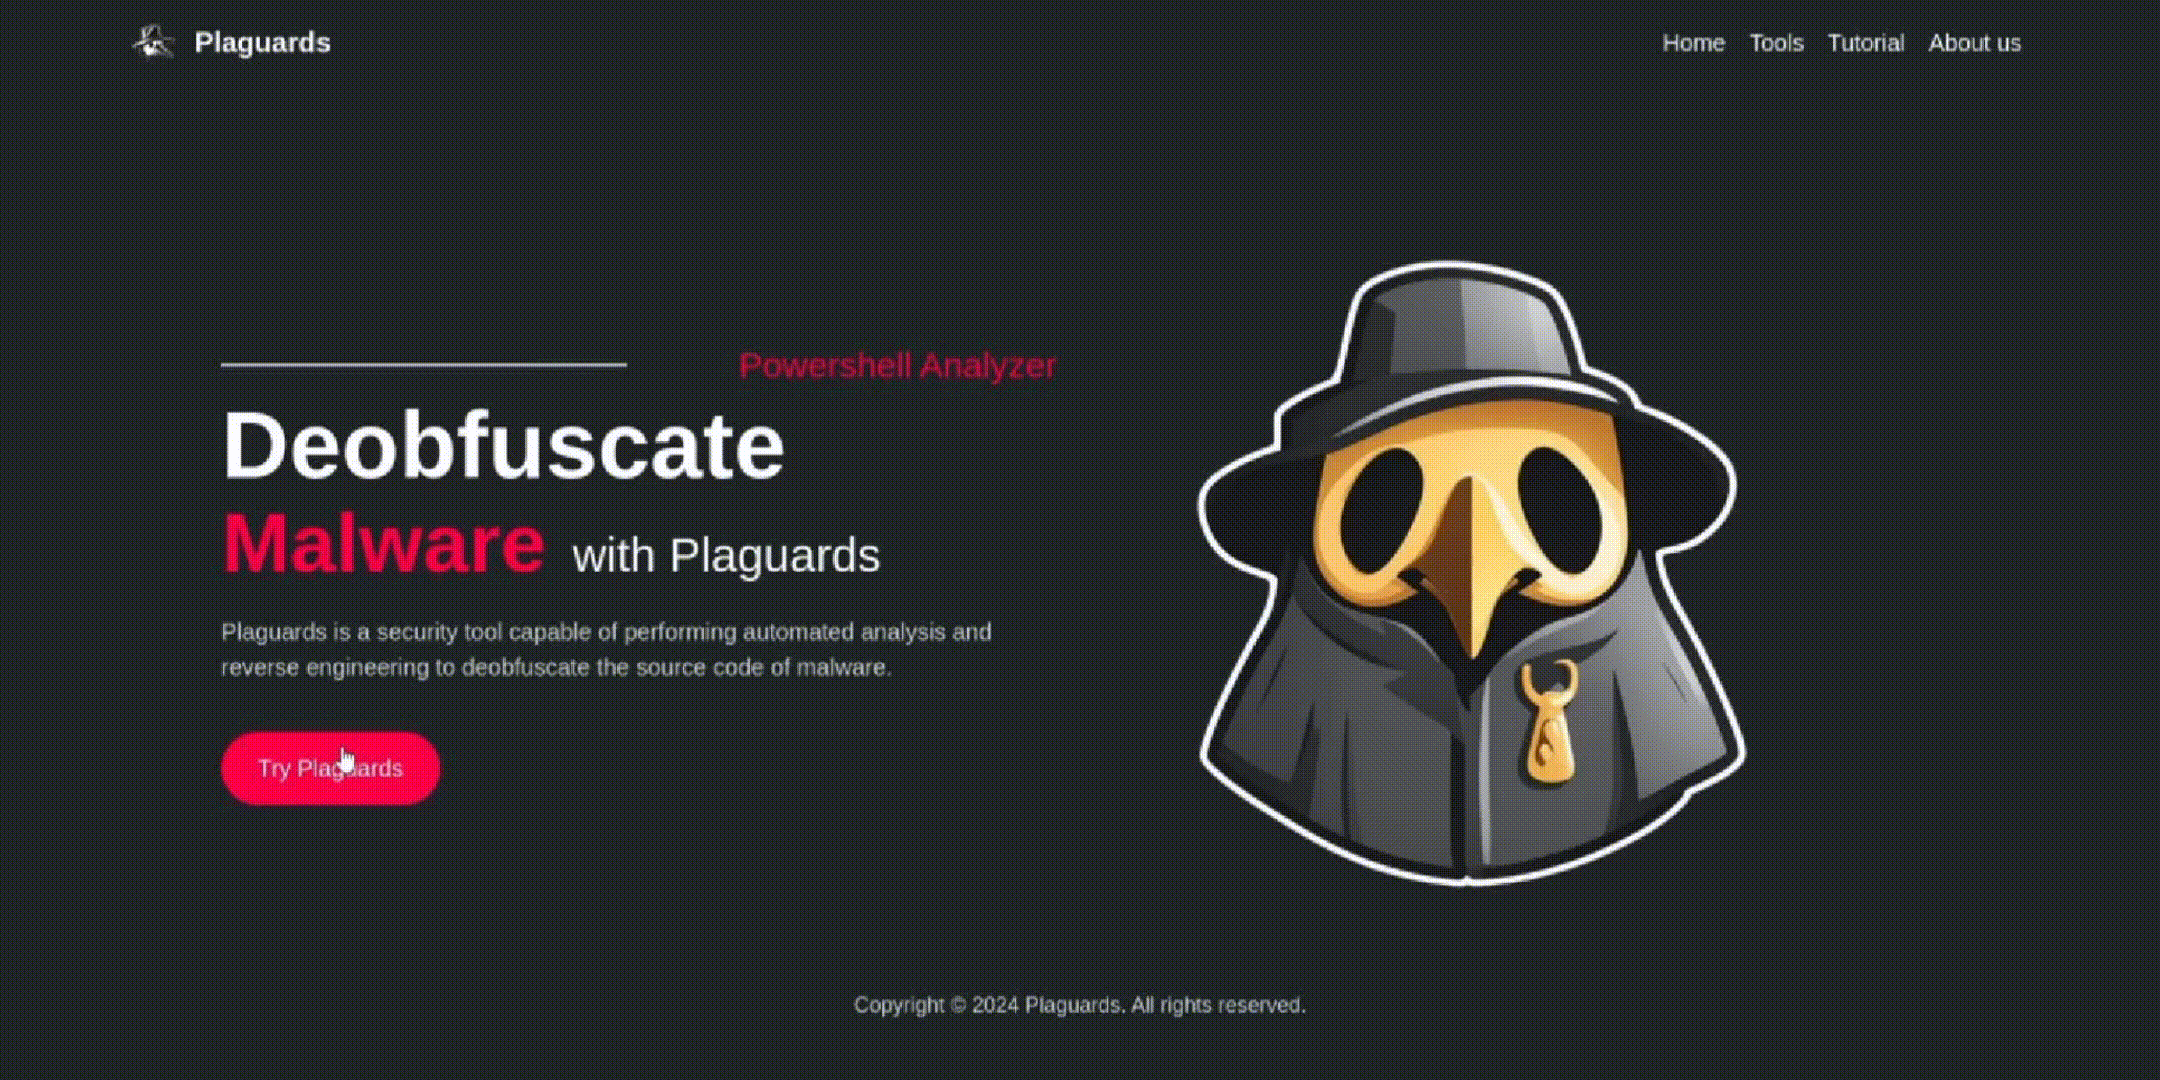 Plaguards
Home Tools Tutorial About us
Powershell Analyzer
Deobfuscate
Malware with Plaguards
Plaguards is a security tool capable of performing automated analysis and
reverse engineering to deobfuscate the source code of malware.
Try Plaguards
Copyright © 2024 Plaguards. All rights reserved.